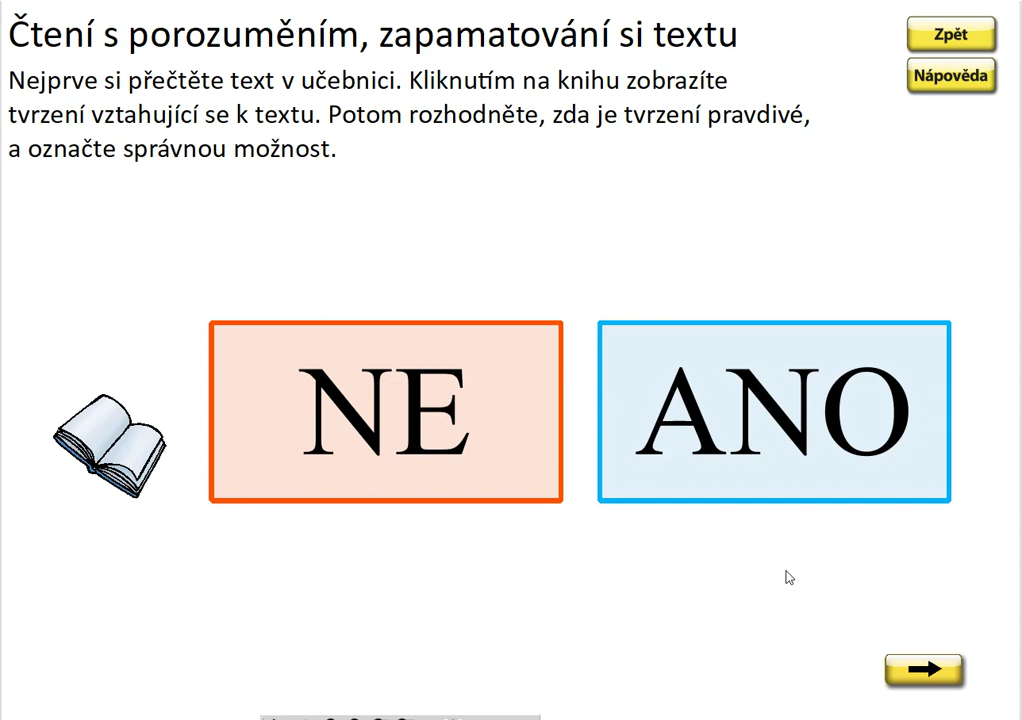 Čtení s porozuměním, zapamatování si textu
Zpět
Nápověda
Nejprve si přečtěte text v učebnici. Kliknutím na knihu zobrazíte
tvrzení vztahující se k textu. Potom rozhodněte, zda je tvrzení pravdivé,
a označte správnou možnost.
NE
ANO